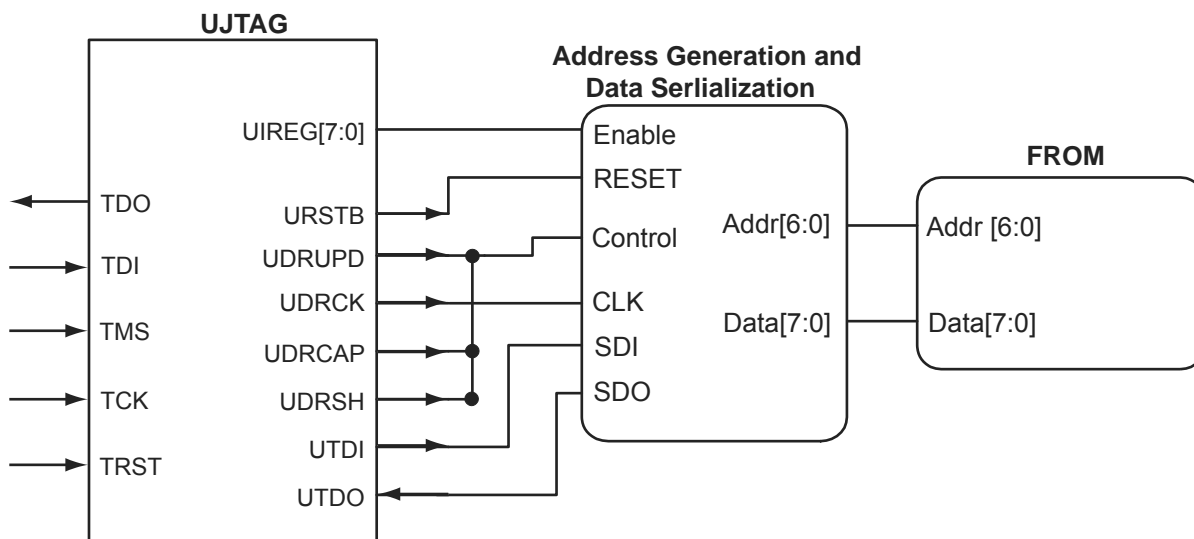 UJTAG
Address Generation and
Data Serlialization
FROM
TDO
TDI
TMS
TCK
TRST
UIREG[7:0]
URSTB
UDRUPD
UDRCK
UDRCAP
UDRSH
UTDI
UTDO
Enable
RESET
Control
CLK
SDI
SDO
Addr[6:0]
Data[7:0]
Addr [6:0]
Data[7:0]